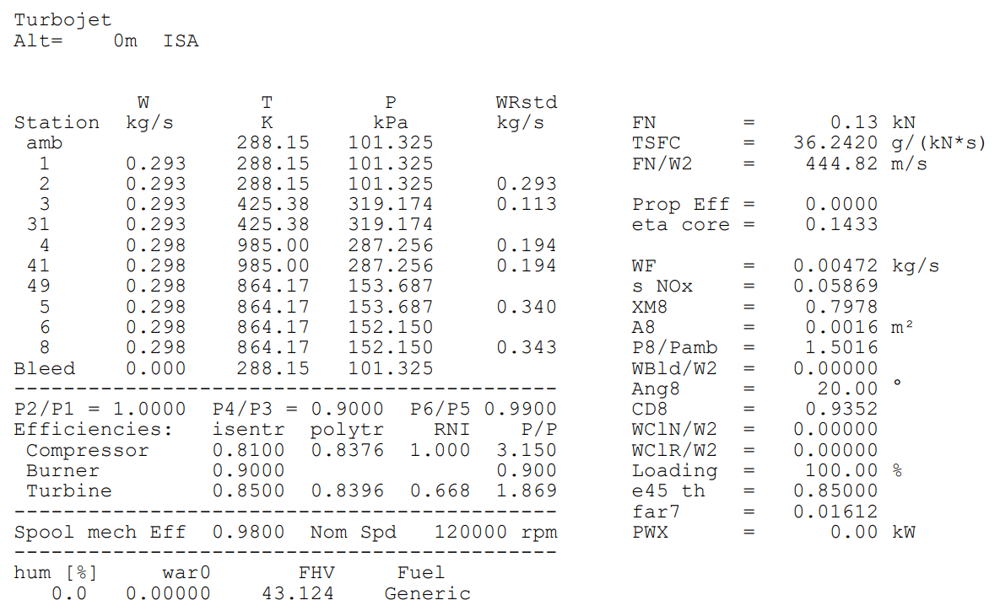 Turbojet
Alt=    0m  ISA
W  T  P  WRstd
Station  kg/s  K  kPa  kg/s  FN  =  0.13 kN
amb  288.15  101.325  TSFC  =  36.2420 g/(kN*s)
1  0.293  288.15  101.325  FN/W2  =  444.82 m/s
2  0.293  288.15  101.325  0.293
3  0.293  425.38  319.174  0.113  Prop Eff =  0.0000
31  0.293  425.38  319.174  eta core =  0.1433
4  0.298  985.00  287.256  0.194
41  0.298  985.00  287.256  0.194  WF  =  0.00472 kg/s
49  0.298  864.17  153.687  s NOx  =  0.05869
5  0.298  864.17  153.687  0.340  XM8  =  0.7978
6  0.298  864.17  152.150  A8  =  0.0016 m²
8  0.298  864.17  152.150  0.343  P8/Pamb  =  1.5016
Bleed  0.000  288.15  101.325  WBld/W2  =  0.00000
Ang8  =  20.00 °
P2/P1 = 1.0000  P4/P3 = 0.9000  P6/P5 0.9900  CD8  =  0.9352
Efficiencies:  isentr  polytr  RNI  P/P  WClN/W2  =  0.00000
Compressor  0.8100  0.8376  1.000  3.150  WClR/W2  =  0.00000
Burner  0.9000  0.900  Loading  =  100.00 %
Turbine  0.8500  0.8396  0.668  1.869  e45 th  =  0.85000
far7  =  0.01612
Spool mech Eff  0.9800  Nom Spd  120000 rpm  PWX  =  0.00 kW
hum [%]  war0  FHV  Fuel
0.0  0.00000  43.124  Generic